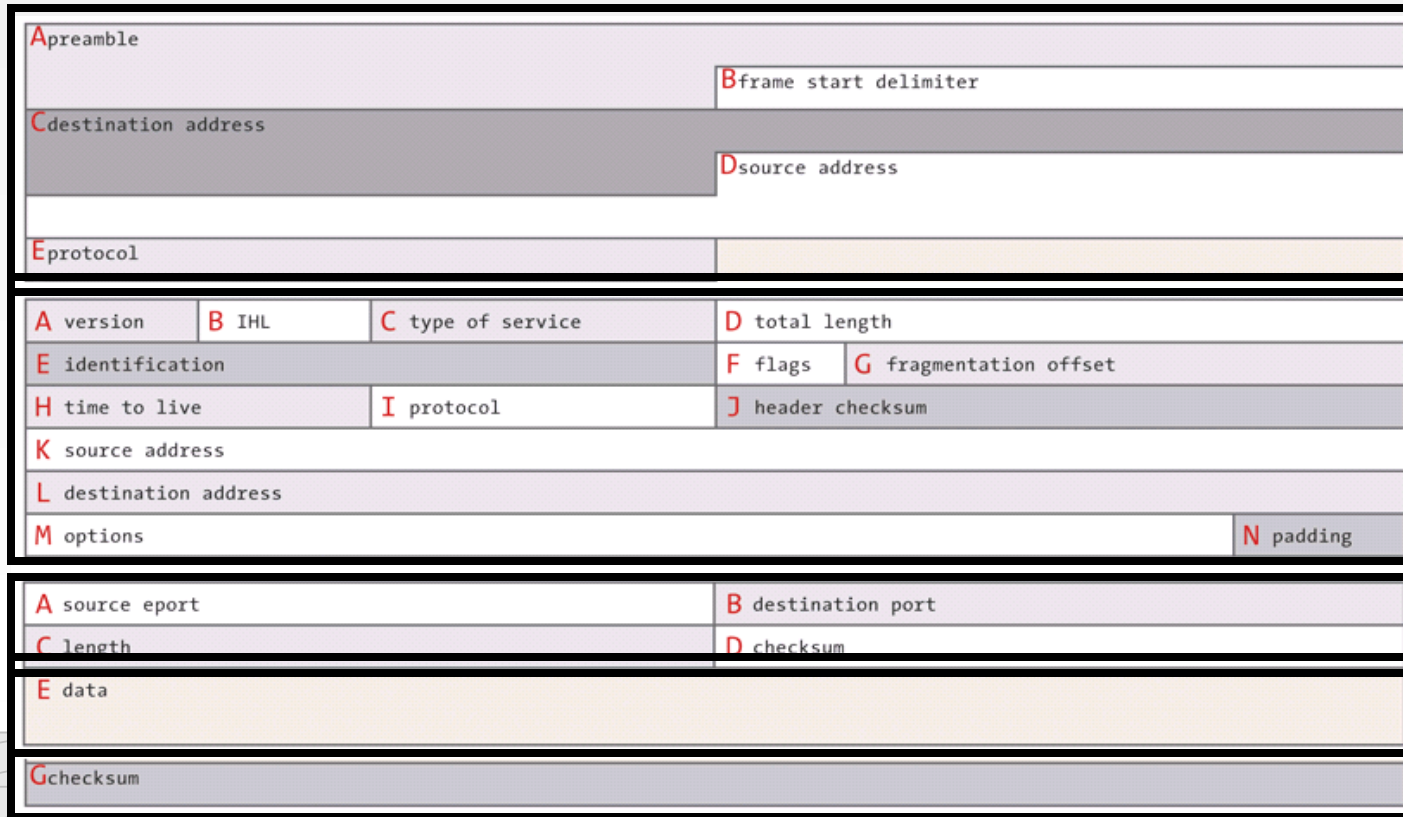 Apreamble
Bframe start delimiter
Cdestination address
Dsource address
Eprotocol
A version B IHL C type of service D total length
E identification F flags G fragmentation offset
H time to live I protocol J header checksum
K source address
L destination address
M options N padding
A source eport B destination port
C length D checksum
E data
Gchecksum